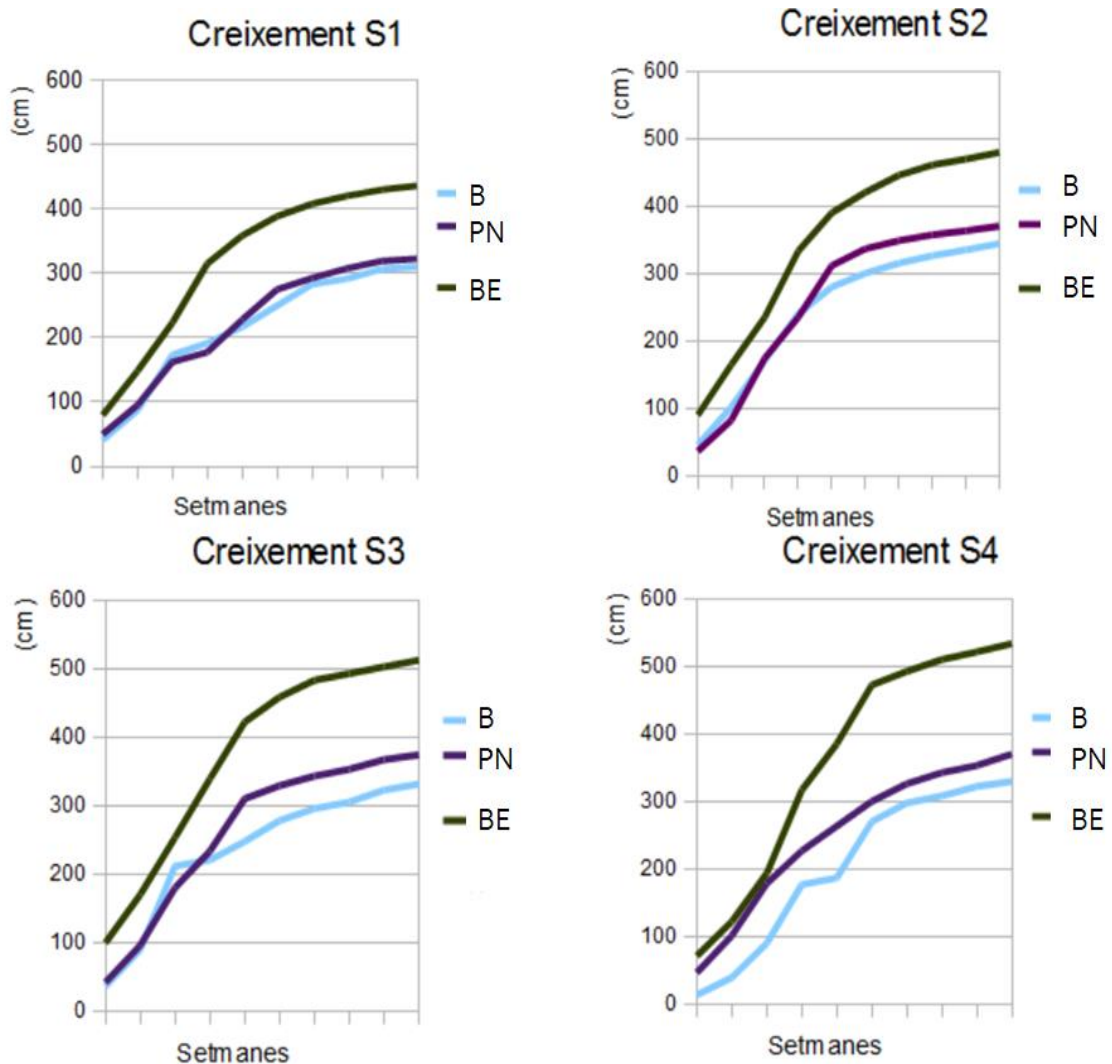 Creixement S1
(cm)
600
500
400
300
200
100
0
Setmanes
B
PN
BE
Creixement S2
(cm)
600
500
400
300
200
100
0
Setmanes
B
PN
BE
Creixement S3
(cm)
600
500
400
300
200
100
0
Setmanes
B
PN
BE
Creixement S4
(cm)
600
500
400
300
200
100
0
Setmanes
B
PN
BE